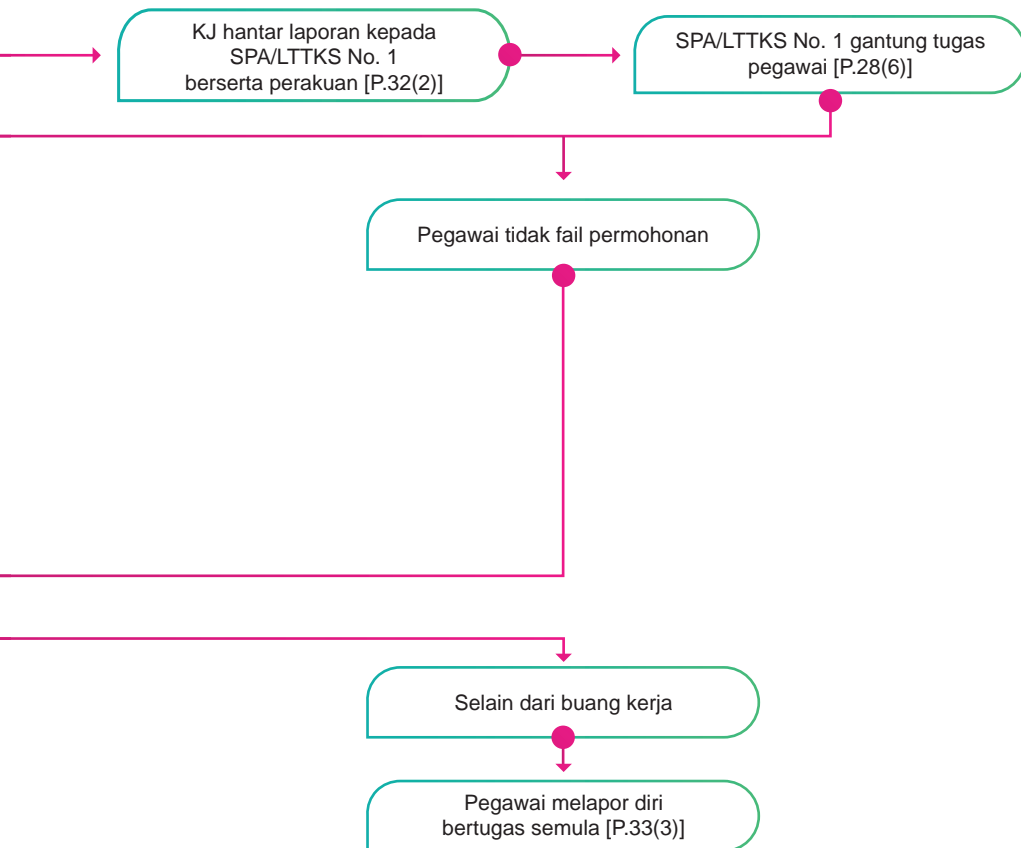 KJ hantar laporan kepada
SPA/LTTKS No. 1
berserta perakuan [P.32(2)]
SPA/LTTKS No. 1 gantung tugas
pegawai [P.28(6)]
Pegawai tidak fail permohonan
Selain dari buang kerja
Pegawai melapor diri
bertugas semula [P.33(3)]